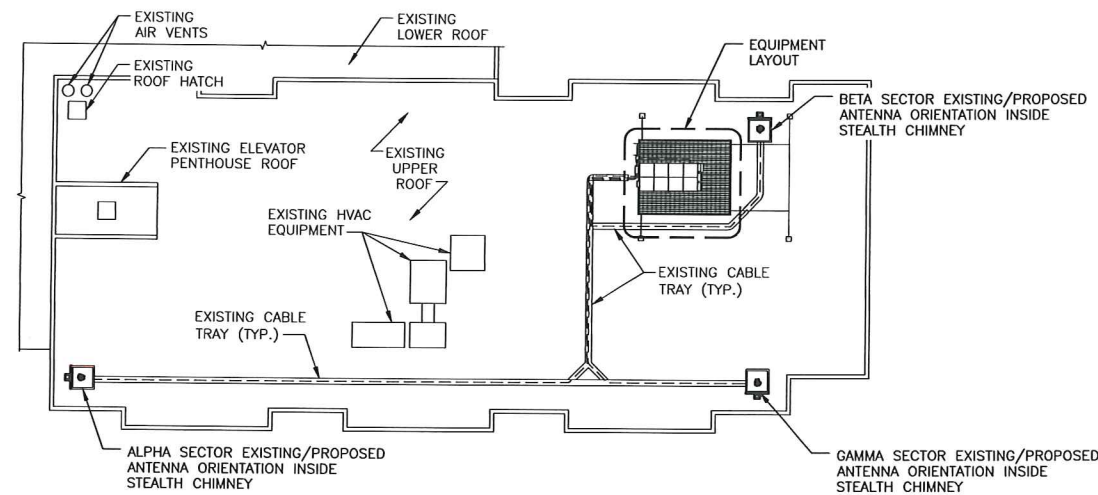 EXISTING
AIR VENTS
EXISTING
LOWER ROOF
EXISTING
ROOF HATCH
EQUIPMENT
LAYOUT
BETA SECTOR EXISTING/PROPOSED
ANTENNA ORIENTATION INSIDE
STEALTH CHIMNEY
EXISTING ELEVATOR
PENTHOUSE ROOF
EXISTING
UPPER
ROOF
EXISTING HVAC
EQUIPMENT
EXISTING CABLE
TRAY (TYP.)
EXISTING CABLE
TRAY (TYP.)
ALPHA SECTOR EXISTING/PROPOSED
ANTENNA ORIENTATION INSIDE
STEALTH CHIMNEY
GAMMA SECTOR EXISTING/PROPOSED
ANTENNA ORIENTATION INSIDE
STEALTH CHIMNEY